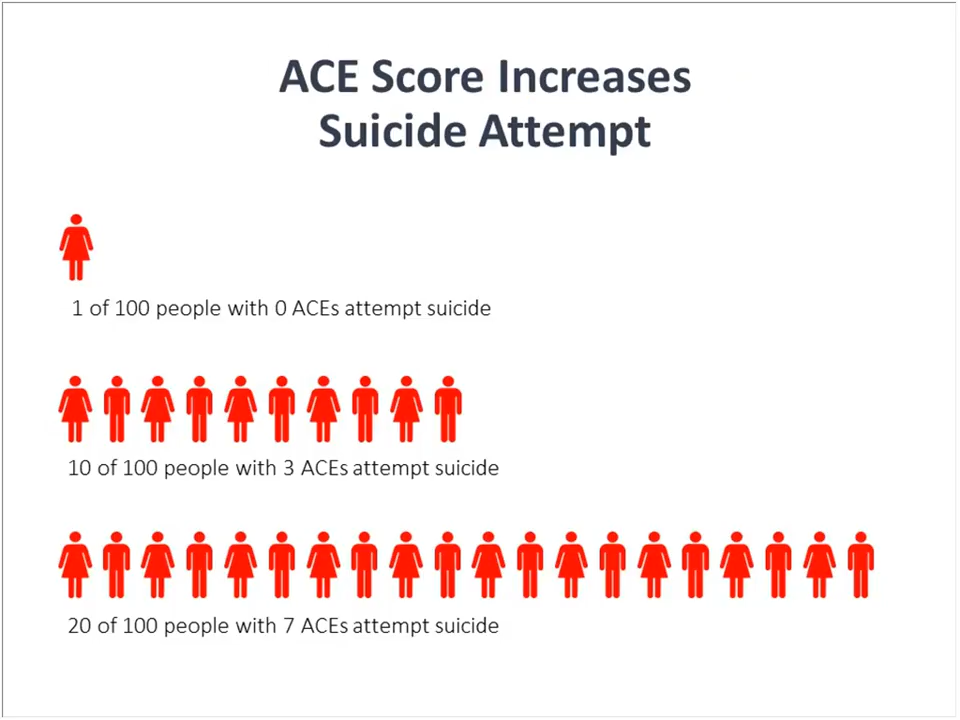 ACE Score Increases
Suicide Attempt
1 of 100 people with 0 ACEs attempt suicide
10 of 100 people with 3 ACEs attempt suicide
20 of 100 people with 7 ACEs attempt suicide